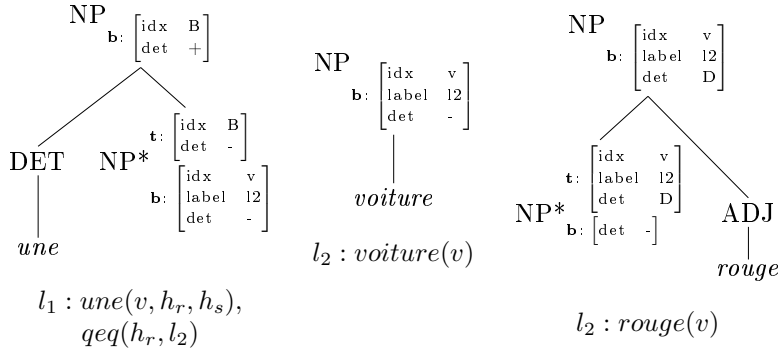 NP
b: [idx B
det +]
t: [idx B
det -]
DET NP*
b: [idx v
label l2
det -]
une
l₁ : une(v, hᵣ, hₛ),
qeq(hᵣ, l₂)
NP
b: [idx v
label l2
det -]
voiture
l₂ : voiture(v)
NP
b: [idx v
label l2
det D]
t: [idx v
label l2
det D]
NP*
b: [det -]
ADJ
rouge
l₂ : rouge(v)